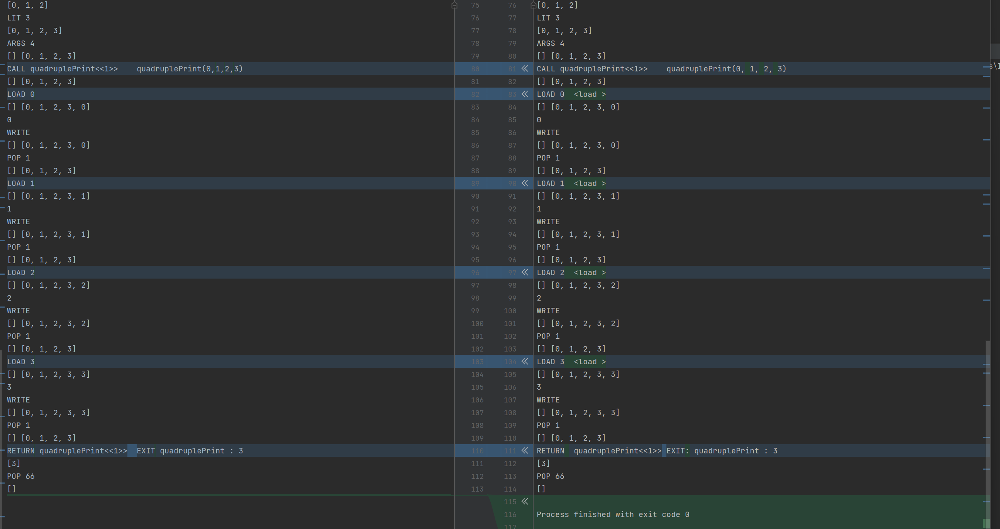 [0, 1, 2]
LIT 3
[0, 1, 2, 3]
ARGS 4
[] [0, 1, 2, 3]
CALL quadruplePrint<<1>>    quadruplePrint(0,1,2,3)
[] [0, 1, 2, 3]
LOAD 0
[] [0, 1, 2, 3, 0]
0
WRITE
[] [0, 1, 2, 3, 0]
POP 1
[] [0, 1, 2, 3]
LOAD 1
[] [0, 1, 2, 3, 1]
1
WRITE
[] [0, 1, 2, 3, 1]
POP 1
[] [0, 1, 2, 3]
LOAD 2
[] [0, 1, 2, 3, 2]
2
WRITE
[] [0, 1, 2, 3, 2]
POP 1
[] [0, 1, 2, 3]
LOAD 3
[] [0, 1, 2, 3, 3]
3
WRITE
[] [0, 1, 2, 3, 3]
POP 1
[] [0, 1, 2, 3]
RETURN quadruplePrint<<1>>  EXIT quadruplePrint : 3
[3]
POP 66
[]
75 76
76 77
77 78
78 79
79 80
80 81 «
81 82
82 83 «
83 84
84 85
85 86
86 87
87 88
88 89
89 90 «
90 91
91 92
92 93
93 94
94 95
95 96
96 97 «
97 98
98 99
99 100
100 101
101 102
102 103
103 104 «
104 105
105 106
106 107
107 108
108 109
109 110
110 111 «
111 112
112 113
113 114
115 «
116
117
[0, 1, 2]
LIT 3
[0, 1, 2, 3]
ARGS 4
[] [0, 1, 2, 3]
CALL quadruplePrint<<1>>    quadruplePrint(0, 1, 2, 3)
[] [0, 1, 2, 3]
LOAD 0  <load >
[] [0, 1, 2, 3, 0]
0
WRITE
[] [0, 1, 2, 3, 0]
POP 1
[] [0, 1, 2, 3]
LOAD 1  <load >
[] [0, 1, 2, 3, 1]
1
WRITE
[] [0, 1, 2, 3, 1]
POP 1
[] [0, 1, 2, 3]
LOAD 2  <load >
[] [0, 1, 2, 3, 2]
2
WRITE
[] [0, 1, 2, 3, 2]
POP 1
[] [0, 1, 2, 3]
LOAD 3  <load >
[] [0, 1, 2, 3, 3]
3
WRITE
[] [0, 1, 2, 3, 3]
POP 1
[] [0, 1, 2, 3]
RETURN  quadruplePrint<<1>> EXIT: quadruplePrint : 3
[3]
POP 66
[]
Process finished with exit code 0